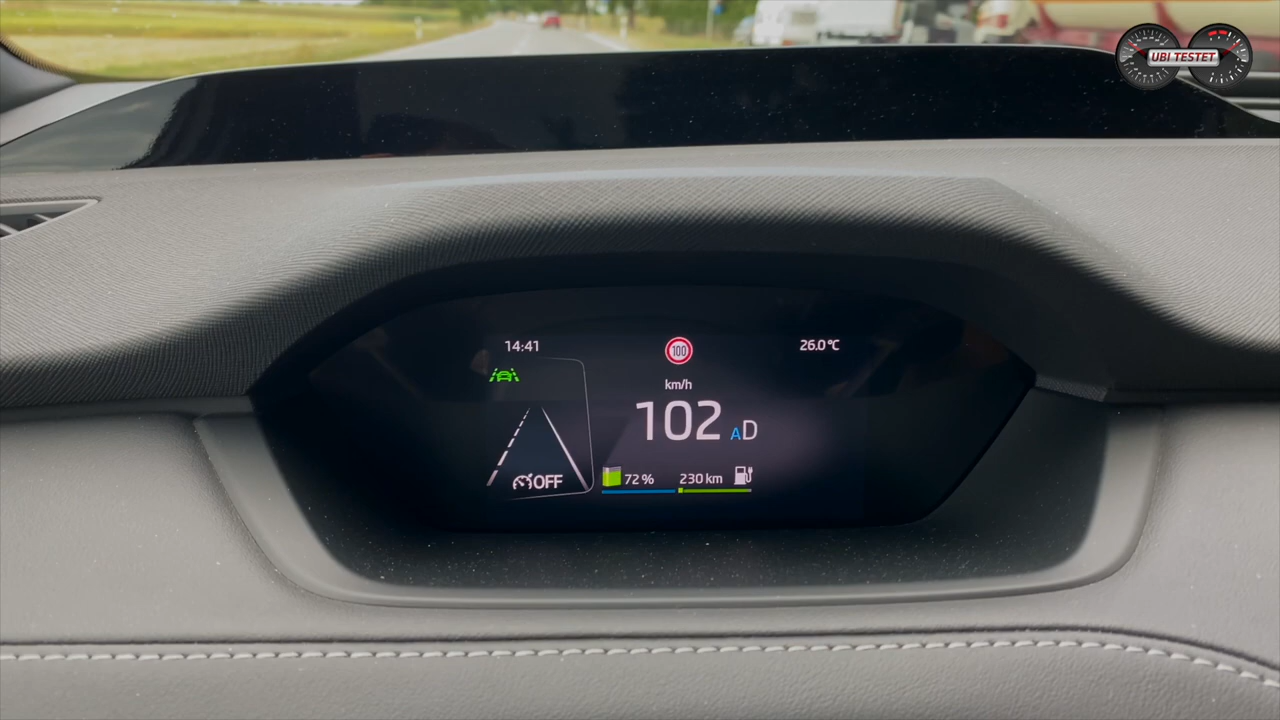 UBI TESTET
14:41
100
26.0°C
km/h
102 AD
OFF
72 %
230 km